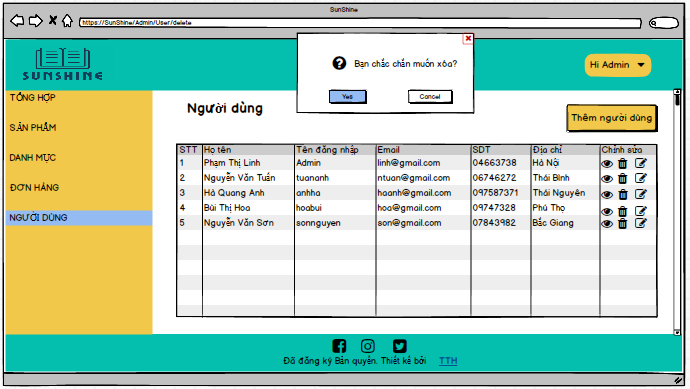 SunShine
https://SunShine/Admin/User/delete
Bạn chắc chắn muốn xóa?
Yes
Cancel
SUNSHINE
Hi Admin
TỔNG HỢP
SẢN PHẨM
DANH MỤC
ĐƠN HÀNG
NGƯỜI DÙNG
Người dùng
Thêm người dùng
STT Họ tên Tên đăng nhập Email SDT Địa chỉ Chỉnh sửa
1 Phạm Thị Linh Admin linh@gmail.com 04663738 Hà Nội
2 Nguyễn Văn Tuấn tuananh ntuan@gmail.com 06746272 Thái Bình
3 Hà Quang Anh anhha haanh@gmail.com 097587371 Thái Nguyên
4 Bùi Thị Hoa hoabui hoa@gmail.com 09747328 Phú Thọ
5 Nguyễn Văn Sơn sonnguyen son@gmail.com 07843982 Bắc Giang
Đã đăng ký Bản quyền. Thiết kế bởi TTH